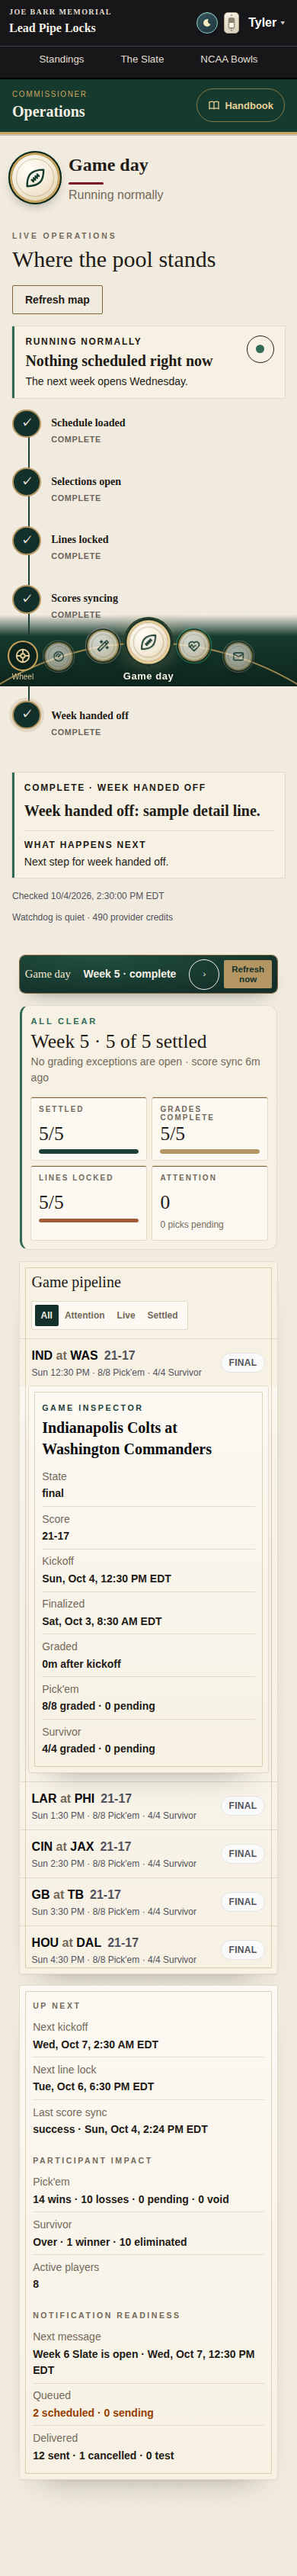 JOE BARR MEMORIAL
Lead Pipe Locks
Tyler
Standings
The Slate
NCAA Bowls
COMMISSIONER
Operations
Handbook
Game day
Running normally
LIVE OPERATIONS
Where the pool stands
Refresh map
RUNNING NORMALLY
Nothing scheduled right now
The next week opens Wednesday.
Schedule loaded
COMPLETE
Selections open
COMPLETE
Lines locked
COMPLETE
Scores syncing
COMPLETE
Wheel
Game day
Week handed off
COMPLETE
COMPLETE · WEEK HANDED OFF
Week handed off: sample detail line.
WHAT HAPPENS NEXT
Next step for week handed off.
Checked 10/4/2026, 2:30:00 PM EDT
Watchdog is quiet · 490 provider credits
Game day
Week 5 · complete
›
Refresh now
ALL CLEAR
Week 5 · 5 of 5 settled
No grading exceptions are open · score sync 6m
ago
SETTLED
5/5
GRADES
COMPLETE
5/5
LINES LOCKED
5/5
ATTENTION
0
0 picks pending
Game pipeline
All
Attention
Live
Settled
IND at WAS 21-17
Sun 12:30 PM · 8/8 Pick'em · 4/4 Survivor
FINAL
GAME INSPECTOR
Indianapolis Colts at
Washington Commanders
State
final
Score
21-17
Kickoff
Sun, Oct 4, 12:30 PM EDT
Finalized
Sat, Oct 3, 8:30 AM EDT
Graded
0m after kickoff
Pick'em
8/8 graded · 0 pending
Survivor
4/4 graded · 0 pending
LAR at PHI 21-17
Sun 1:30 PM · 8/8 Pick'em · 4/4 Survivor
FINAL
CIN at JAX 21-17
Sun 2:30 PM · 8/8 Pick'em · 4/4 Survivor
FINAL
GB at TB 21-17
Sun 3:30 PM · 8/8 Pick'em · 4/4 Survivor
FINAL
HOU at DAL 21-17
Sun 4:30 PM · 8/8 Pick'em · 4/4 Survivor
FINAL
UP NEXT
Next kickoff
Wed, Oct 7, 2:30 AM EDT
Next line lock
Tue, Oct 6, 6:30 PM EDT
Last score sync
success · Sun, Oct 4, 2:24 PM EDT
PARTICIPANT IMPACT
Pick'em
14 wins · 10 losses · 0 pending · 0 void
Survivor
Over · 1 winner · 10 eliminated
Active players
8
NOTIFICATION READINESS
Next message
Week 6 Slate is open · Wed, Oct 7, 12:30 PM
EDT
Queued
2 scheduled · 0 sending
Delivered
12 sent · 1 cancelled · 0 test